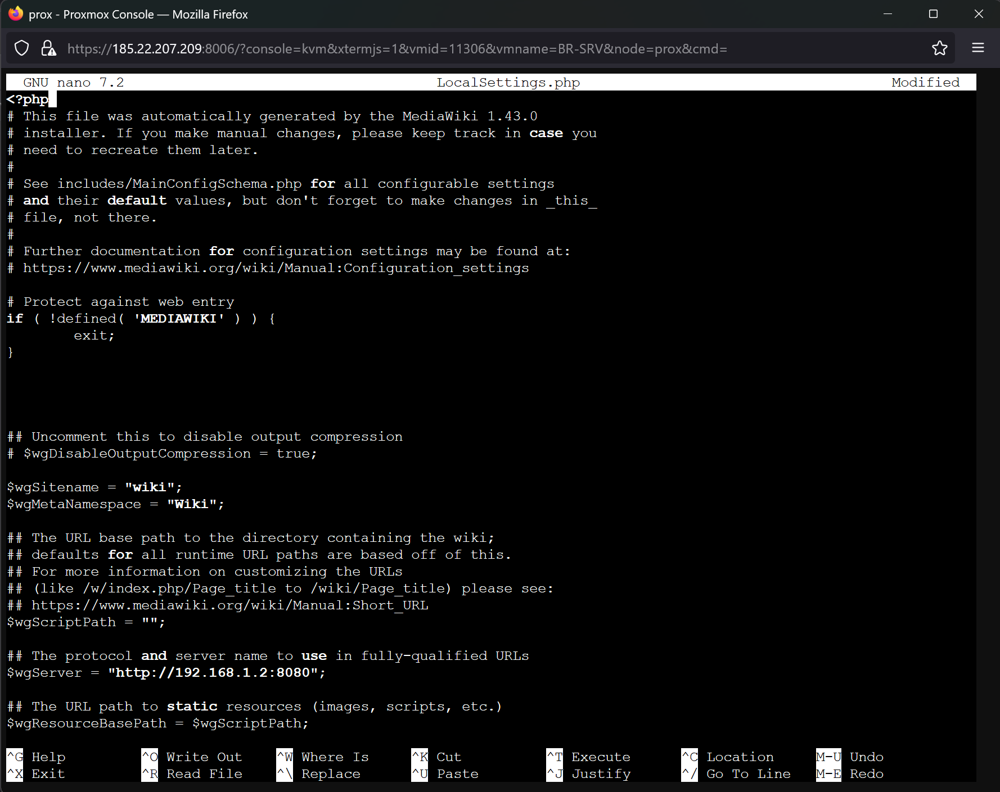 prox - Proxmox Console — Mozilla Firefox
https://185.22.207.209:8006/?console=kvm&xtermjs=1&vmid=11306&vmname=BR-SRV&node=prox&cmd=
GNU nano 7.2 LocalSettings.php Modified
<?php
# This file was automatically generated by the MediaWiki 1.43.0
# installer. If you make manual changes, please keep track in case you
# need to recreate them later.
#
# See includes/MainConfigSchema.php for all configurable settings
# and their default values, but don't forget to make changes in _this_
# file, not there.
#
# Further documentation for configuration settings may be found at:
# https://www.mediawiki.org/wiki/Manual:Configuration_settings
# Protect against web entry
if ( !defined( 'MEDIAWIKI' ) ) {
exit;
}
## Uncomment this to disable output compression
# $wgDisableOutputCompression = true;
$wgSitename = "wiki";
$wgMetaNamespace = "Wiki";
## The URL base path to the directory containing the wiki;
## defaults for all runtime URL paths are based off of this.
## For more information on customizing the URLs
## (like /w/index.php/Page_title to /wiki/Page_title) please see:
## https://www.mediawiki.org/wiki/Manual:Short_URL
$wgScriptPath = "";
## The protocol and server name to use in fully-qualified URLs
$wgServer = "http://192.168.1.2:8080";
## The URL path to static resources (images, scripts, etc.)
$wgResourceBasePath = $wgScriptPath;
^G Help ^O Write Out ^W Where Is ^K Cut ^T Execute ^C Location M-U Undo
^X Exit ^R Read File ^\ Replace ^U Paste ^J Justify ^/ Go To Line M-E Redo